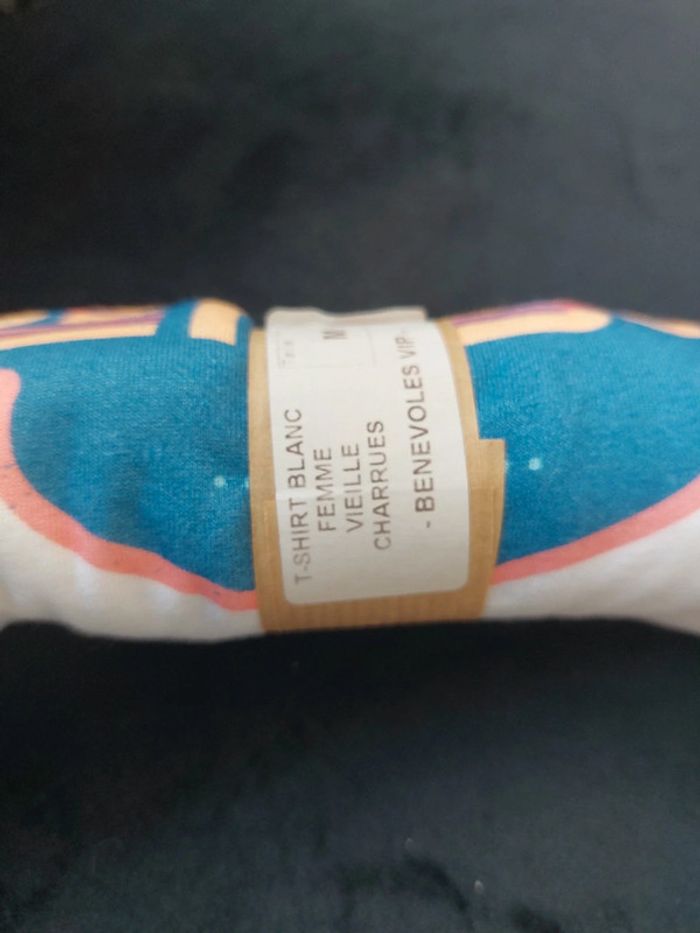 M
T-SHIRT BLANC
FEMME
VIEILLE
CHARRUES
- BENEVOLES VIP-